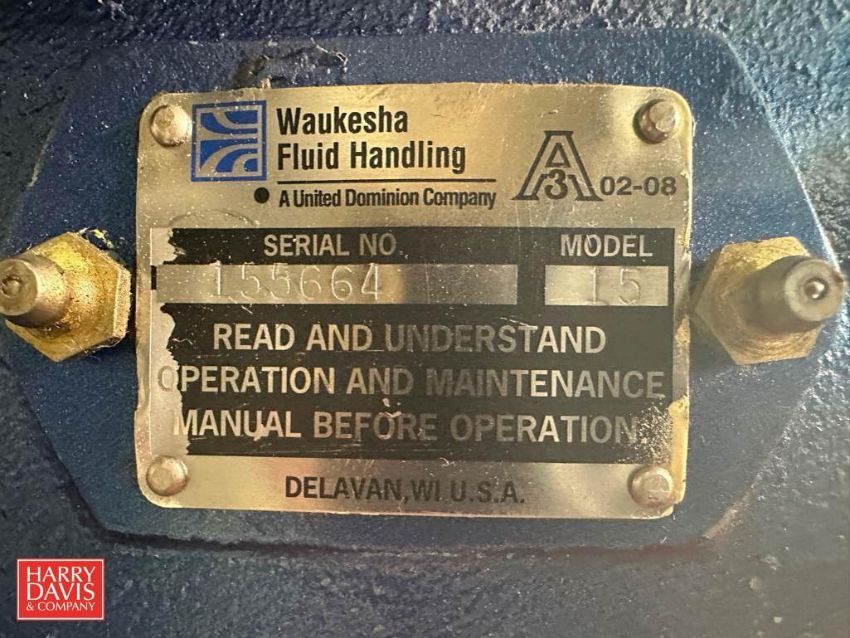 Waukesha
Fluid Handling
A United Dominion Company
A3 02-08
SERIAL NO. MODEL
155664 15
READ AND UNDERSTAND
OPERATION AND MAINTENANCE
MANUAL BEFORE OPERATION.
DELAVAN, WI U.S.A.
HARRY
DAVIS
& COMPANY